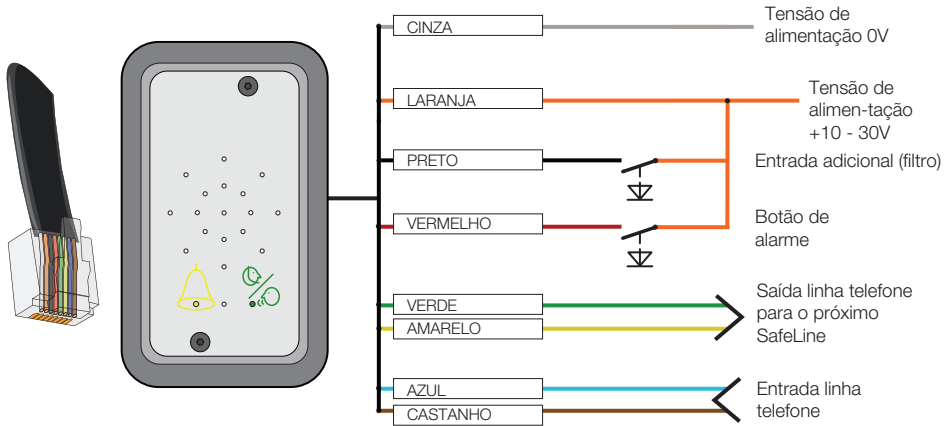 CINZA
Tensão de
alimentação 0V
LARANJA
Tensão de
alimen-tação
+10 - 30V
PRETO
Entrada adicional (filtro)
VERMELHO
Botão de
alarme
VERDE
AMARELO
Saída linha telefone
para o próximo
SafeLine
AZUL
CASTANHO
Entrada linha
telefone